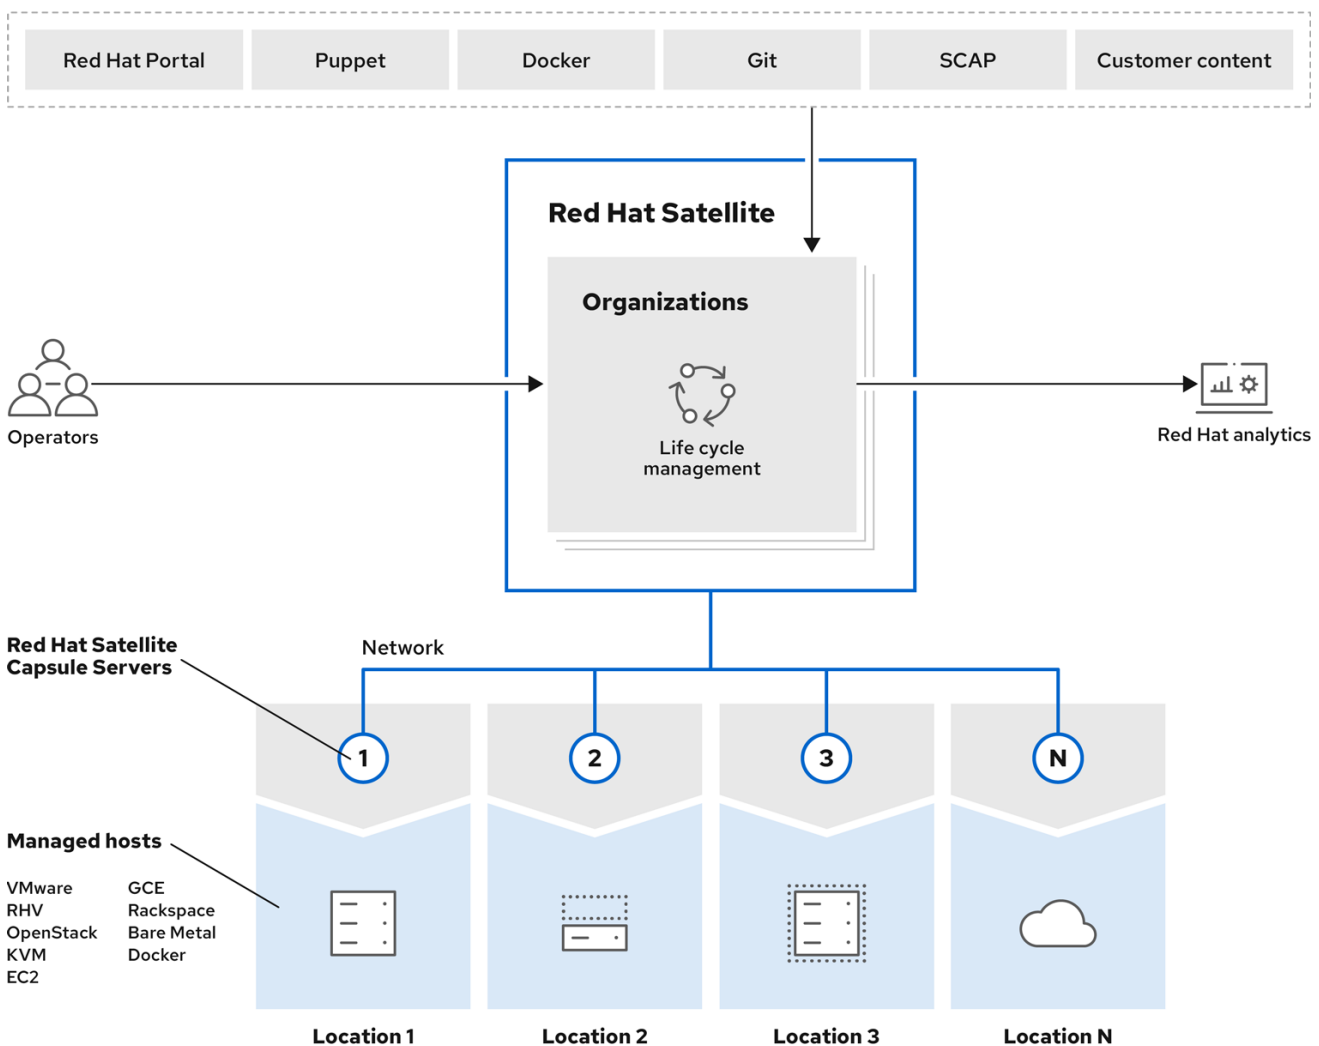 Red Hat Portal
Puppet
Docker
Git
SCAP
Customer content
Red Hat Satellite
Organizations
Life cycle
management
Operators
Red Hat analytics
Red Hat Satellite
Capsule Servers
Network
1
2
3
N
Managed hosts
VMware
RHV
OpenStack
KVM
EC2
GCE
Rackspace
Bare Metal
Docker
Location 1
Location 2
Location 3
Location N